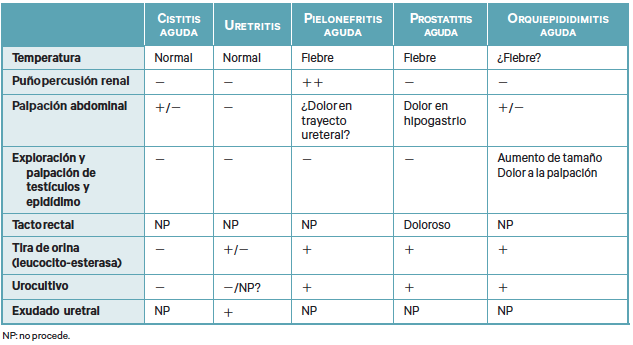 CISTITIS AGUDA URETRITIS PIELONEFRITIS AGUDA PROSTATITIS AGUDA ORQUIEPIDIDIMITIS AGUDA
Temperatura Normal Normal Fiebre Fiebre ¿Fiebre?
Puñopercusión renal − − ++ − −
Palpación abdominal +/− − ¿Dolor en trayecto ureteral? Dolor en hipogastrio +/−
Exploración y palpación de testículos y epidídimo − − − − Aumento de tamaño Dolor a la palpación
Tacto rectal NP NP NP Doloroso NP
Tira de orina (leucocito-esterasa) − +/− + + +
Urocultivo − −/NP? + + +
Exudado uretral NP + NP NP NP
NP: no procede.